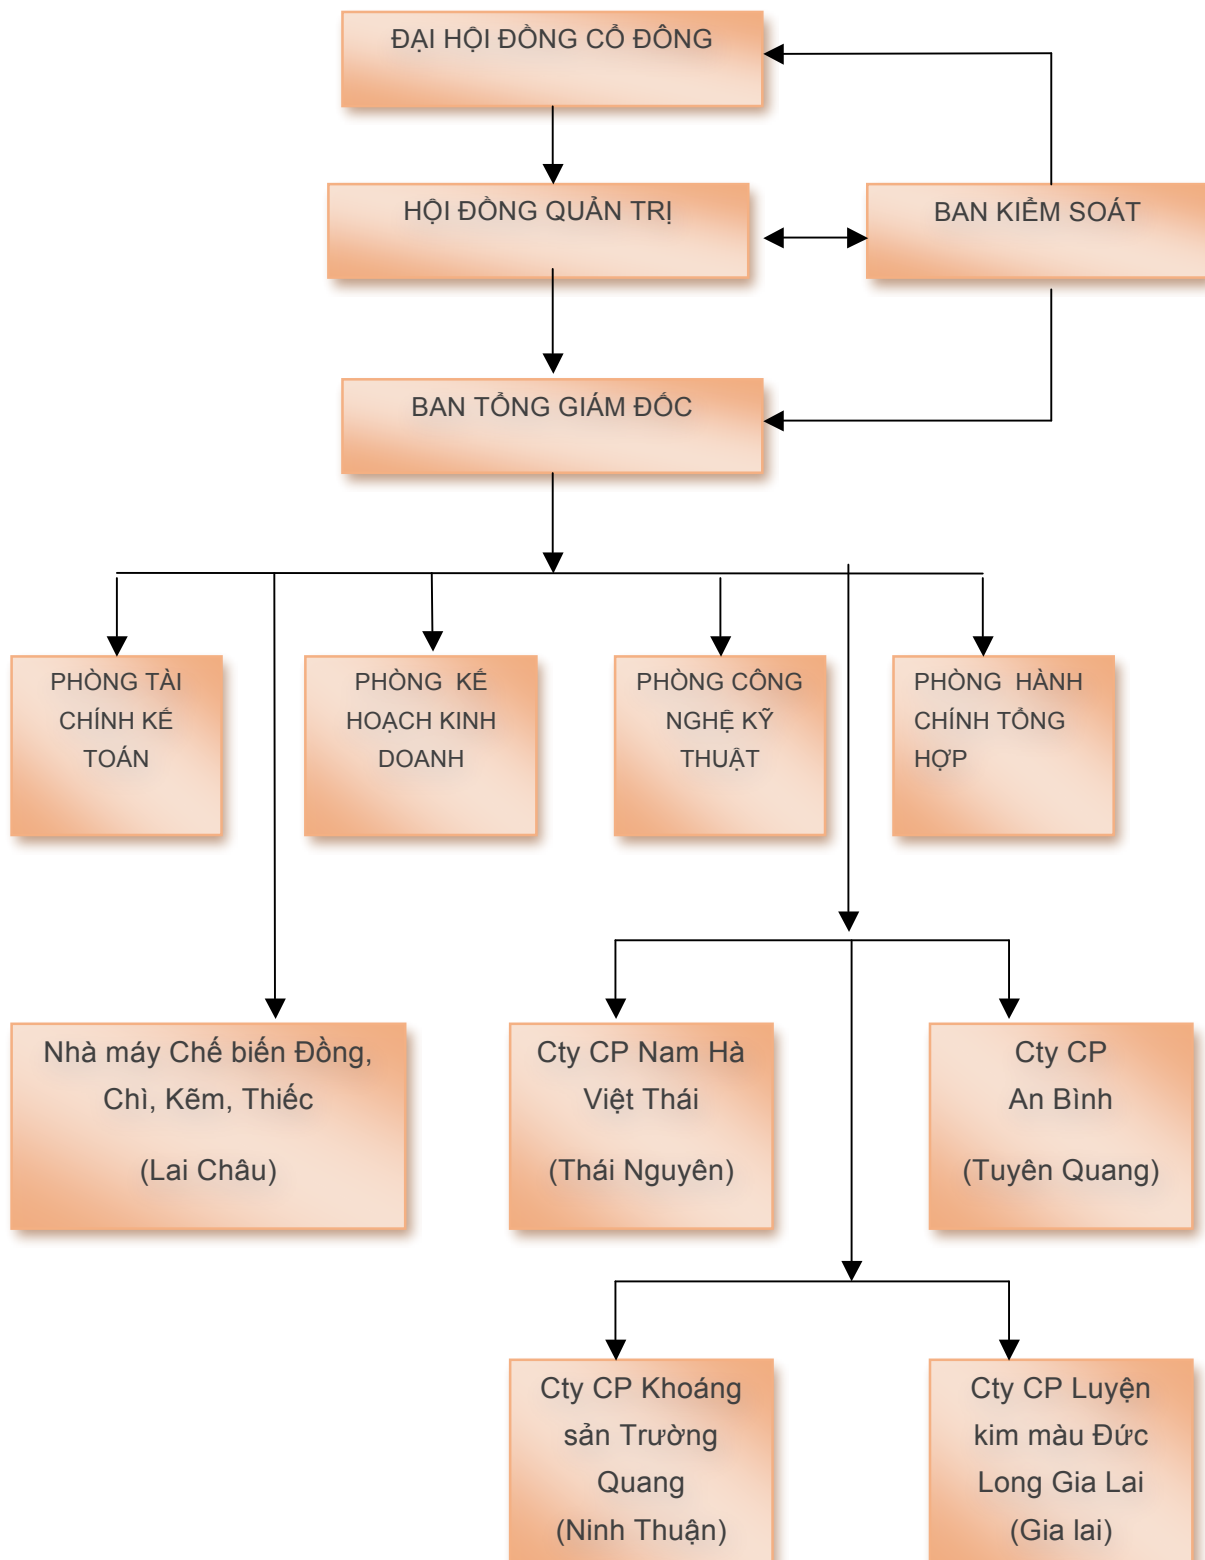 ĐẠI HỘI ĐỒNG CỔ ĐÔNG
HỘI ĐỒNG QUẢN TRỊ
BAN KIỂM SOÁT
BAN TỔNG GIÁM ĐỐC
PHÒNG TÀI
CHÍNH KẾ
TOÁN
PHÒNG KẾ
HOẠCH KINH
DOANH
PHÒNG CÔNG
NGHỆ KỸ
THUẬT
PHÒNG HÀNH
CHÍNH TỔNG
HỢP
Nhà máy Chế biến Đồng,
Chì, Kẽm, Thiếc
(Lai Châu)
Cty CP Nam Hà
Việt Thái
(Thái Nguyên)
Cty CP
An Bình
(Tuyên Quang)
Cty CP Khoáng
sản Trường
Quang
(Ninh Thuận)
Cty CP Luyện
kim màu Đức
Long Gia Lai
(Gia lai)